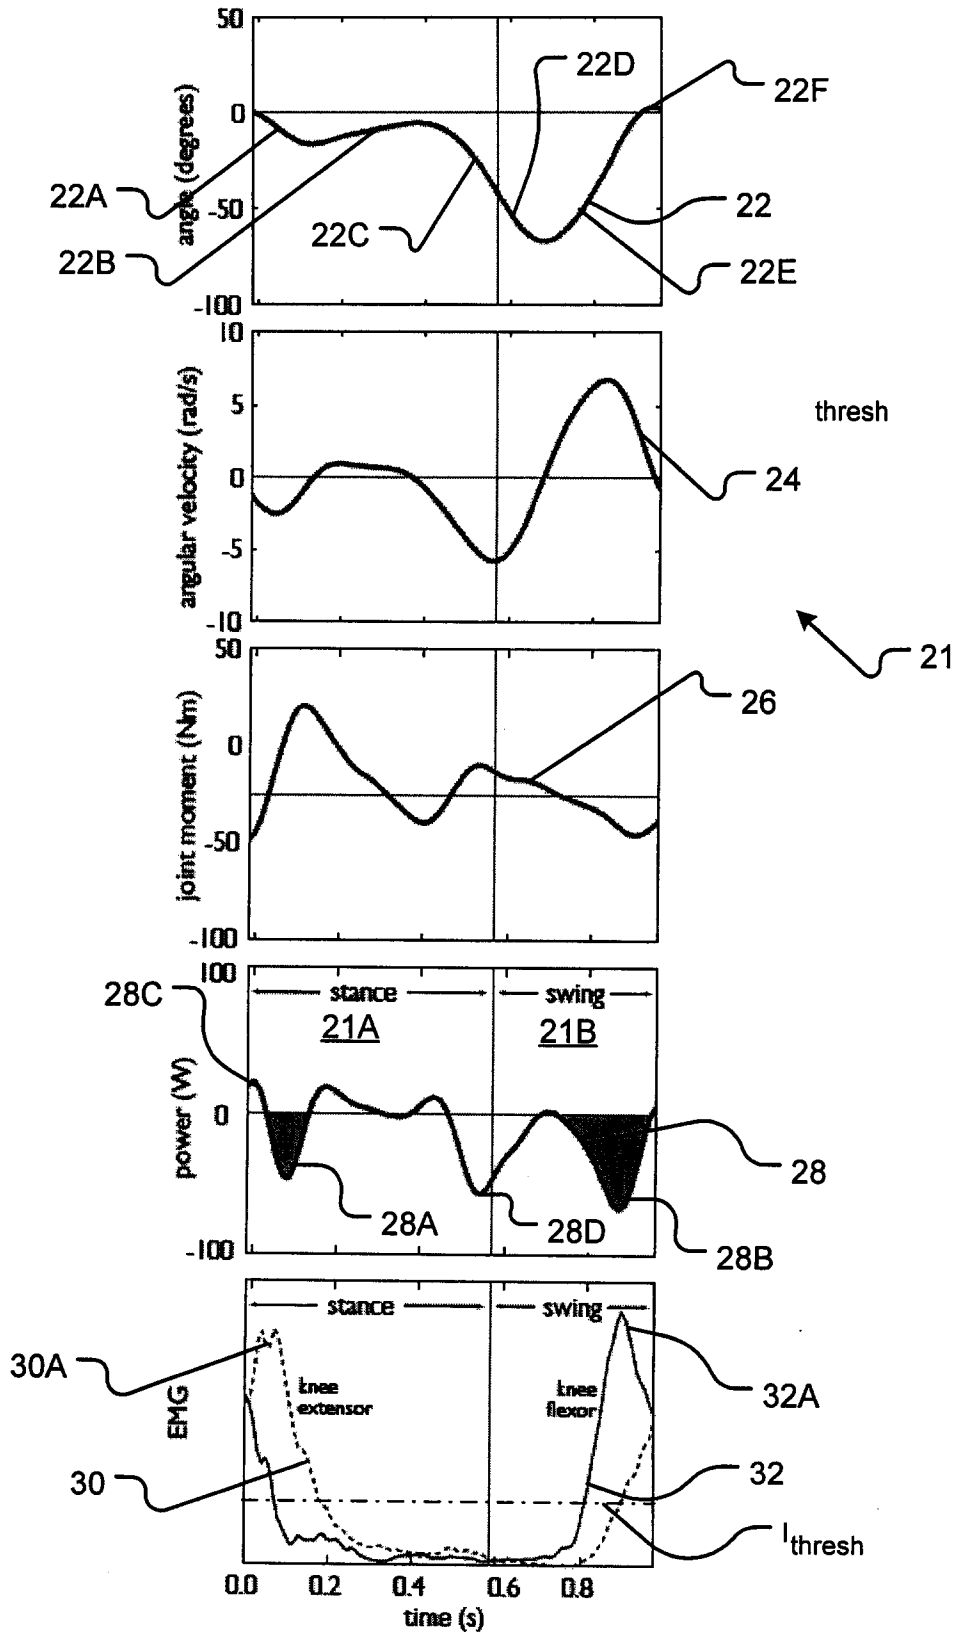 50
0
-50
-100
angle (degrees)
22A
22B
22C
22D
22F
22
22E
10
5
0
-5
-10
angular velocity (rad/s)
thresh
24
21
50
0
-50
-100
joint moment (Nm)
26
100
0
-100
power (W)
stance
swing
21A
21B
28C
28A
28D
28
28B
stance
swing
EMG
knee
extensor
knee
flexor
30A
30
32A
32
I thresh
0.0
0.2
0.4
0.6
0.8
time (s)